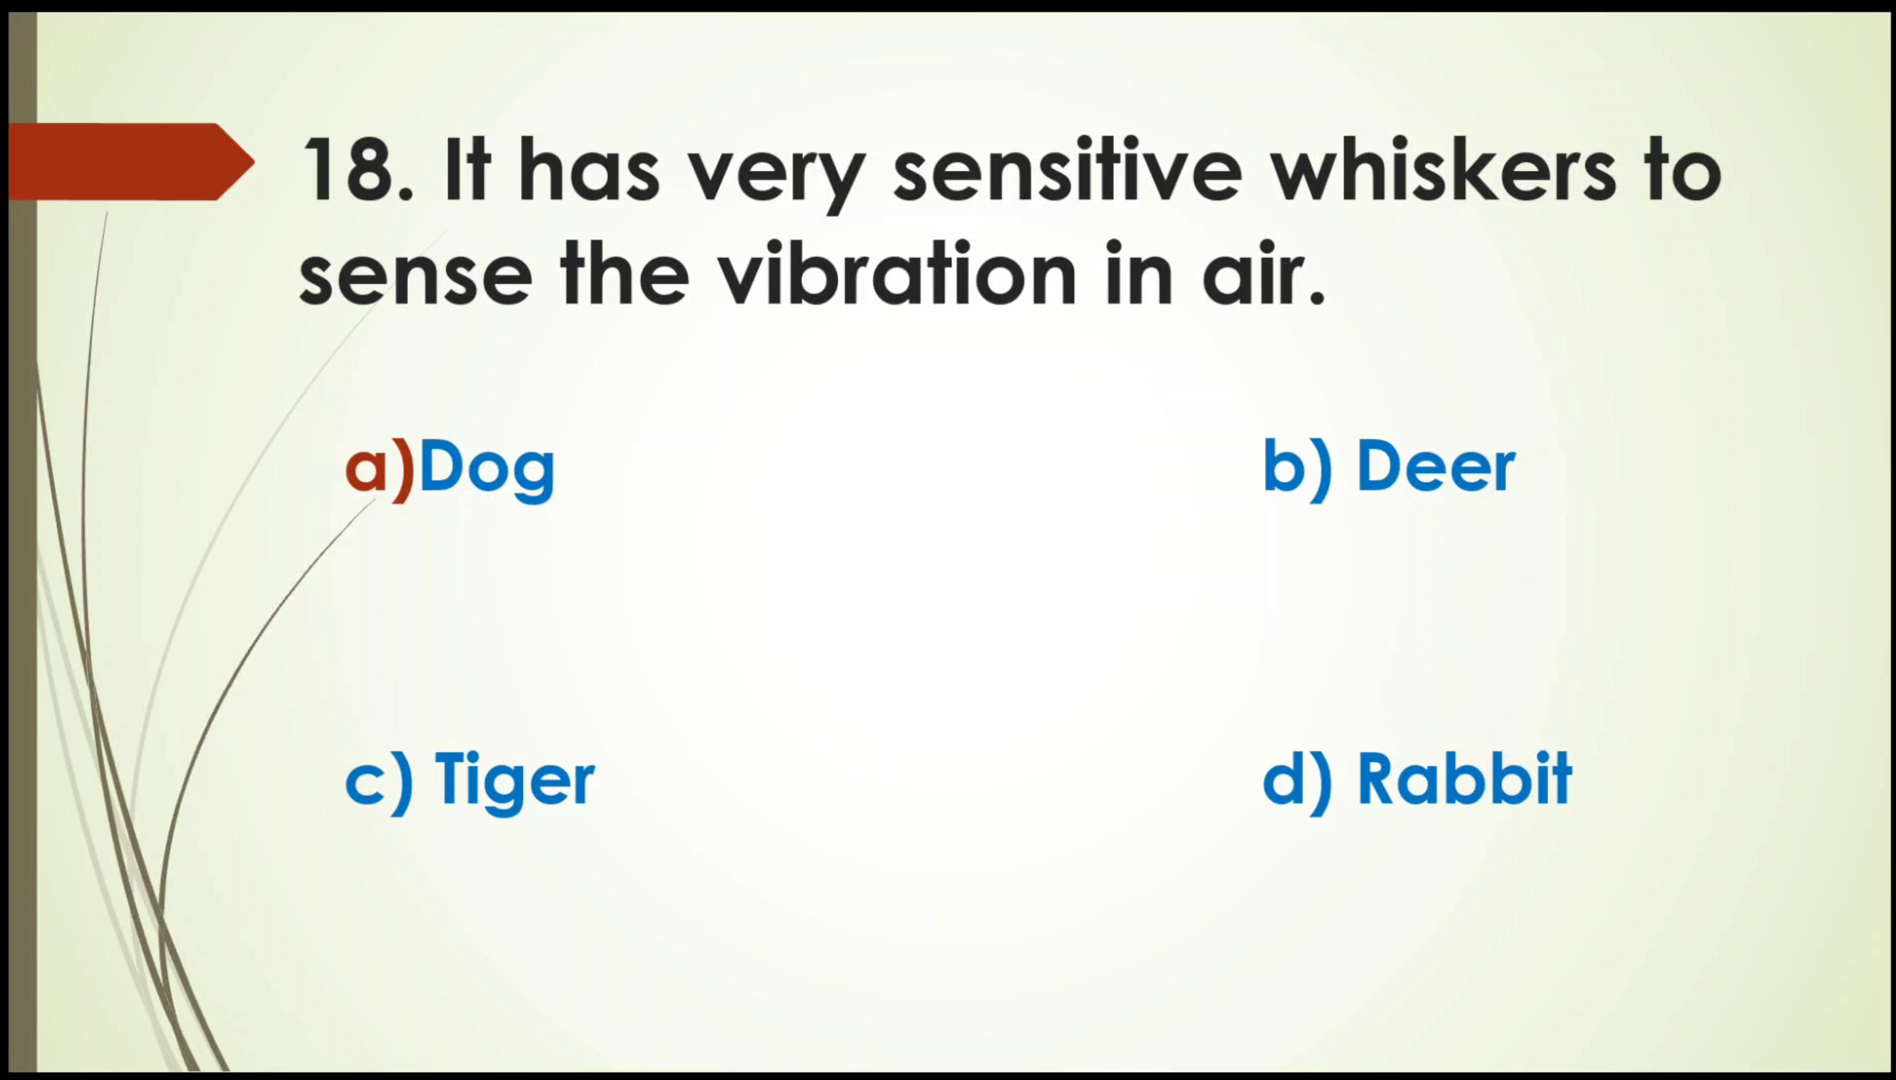 18. It has very sensitive whiskers to
sense the vibration in air.
a)Dog
b) Deer
c) Tiger
d) Rabbit